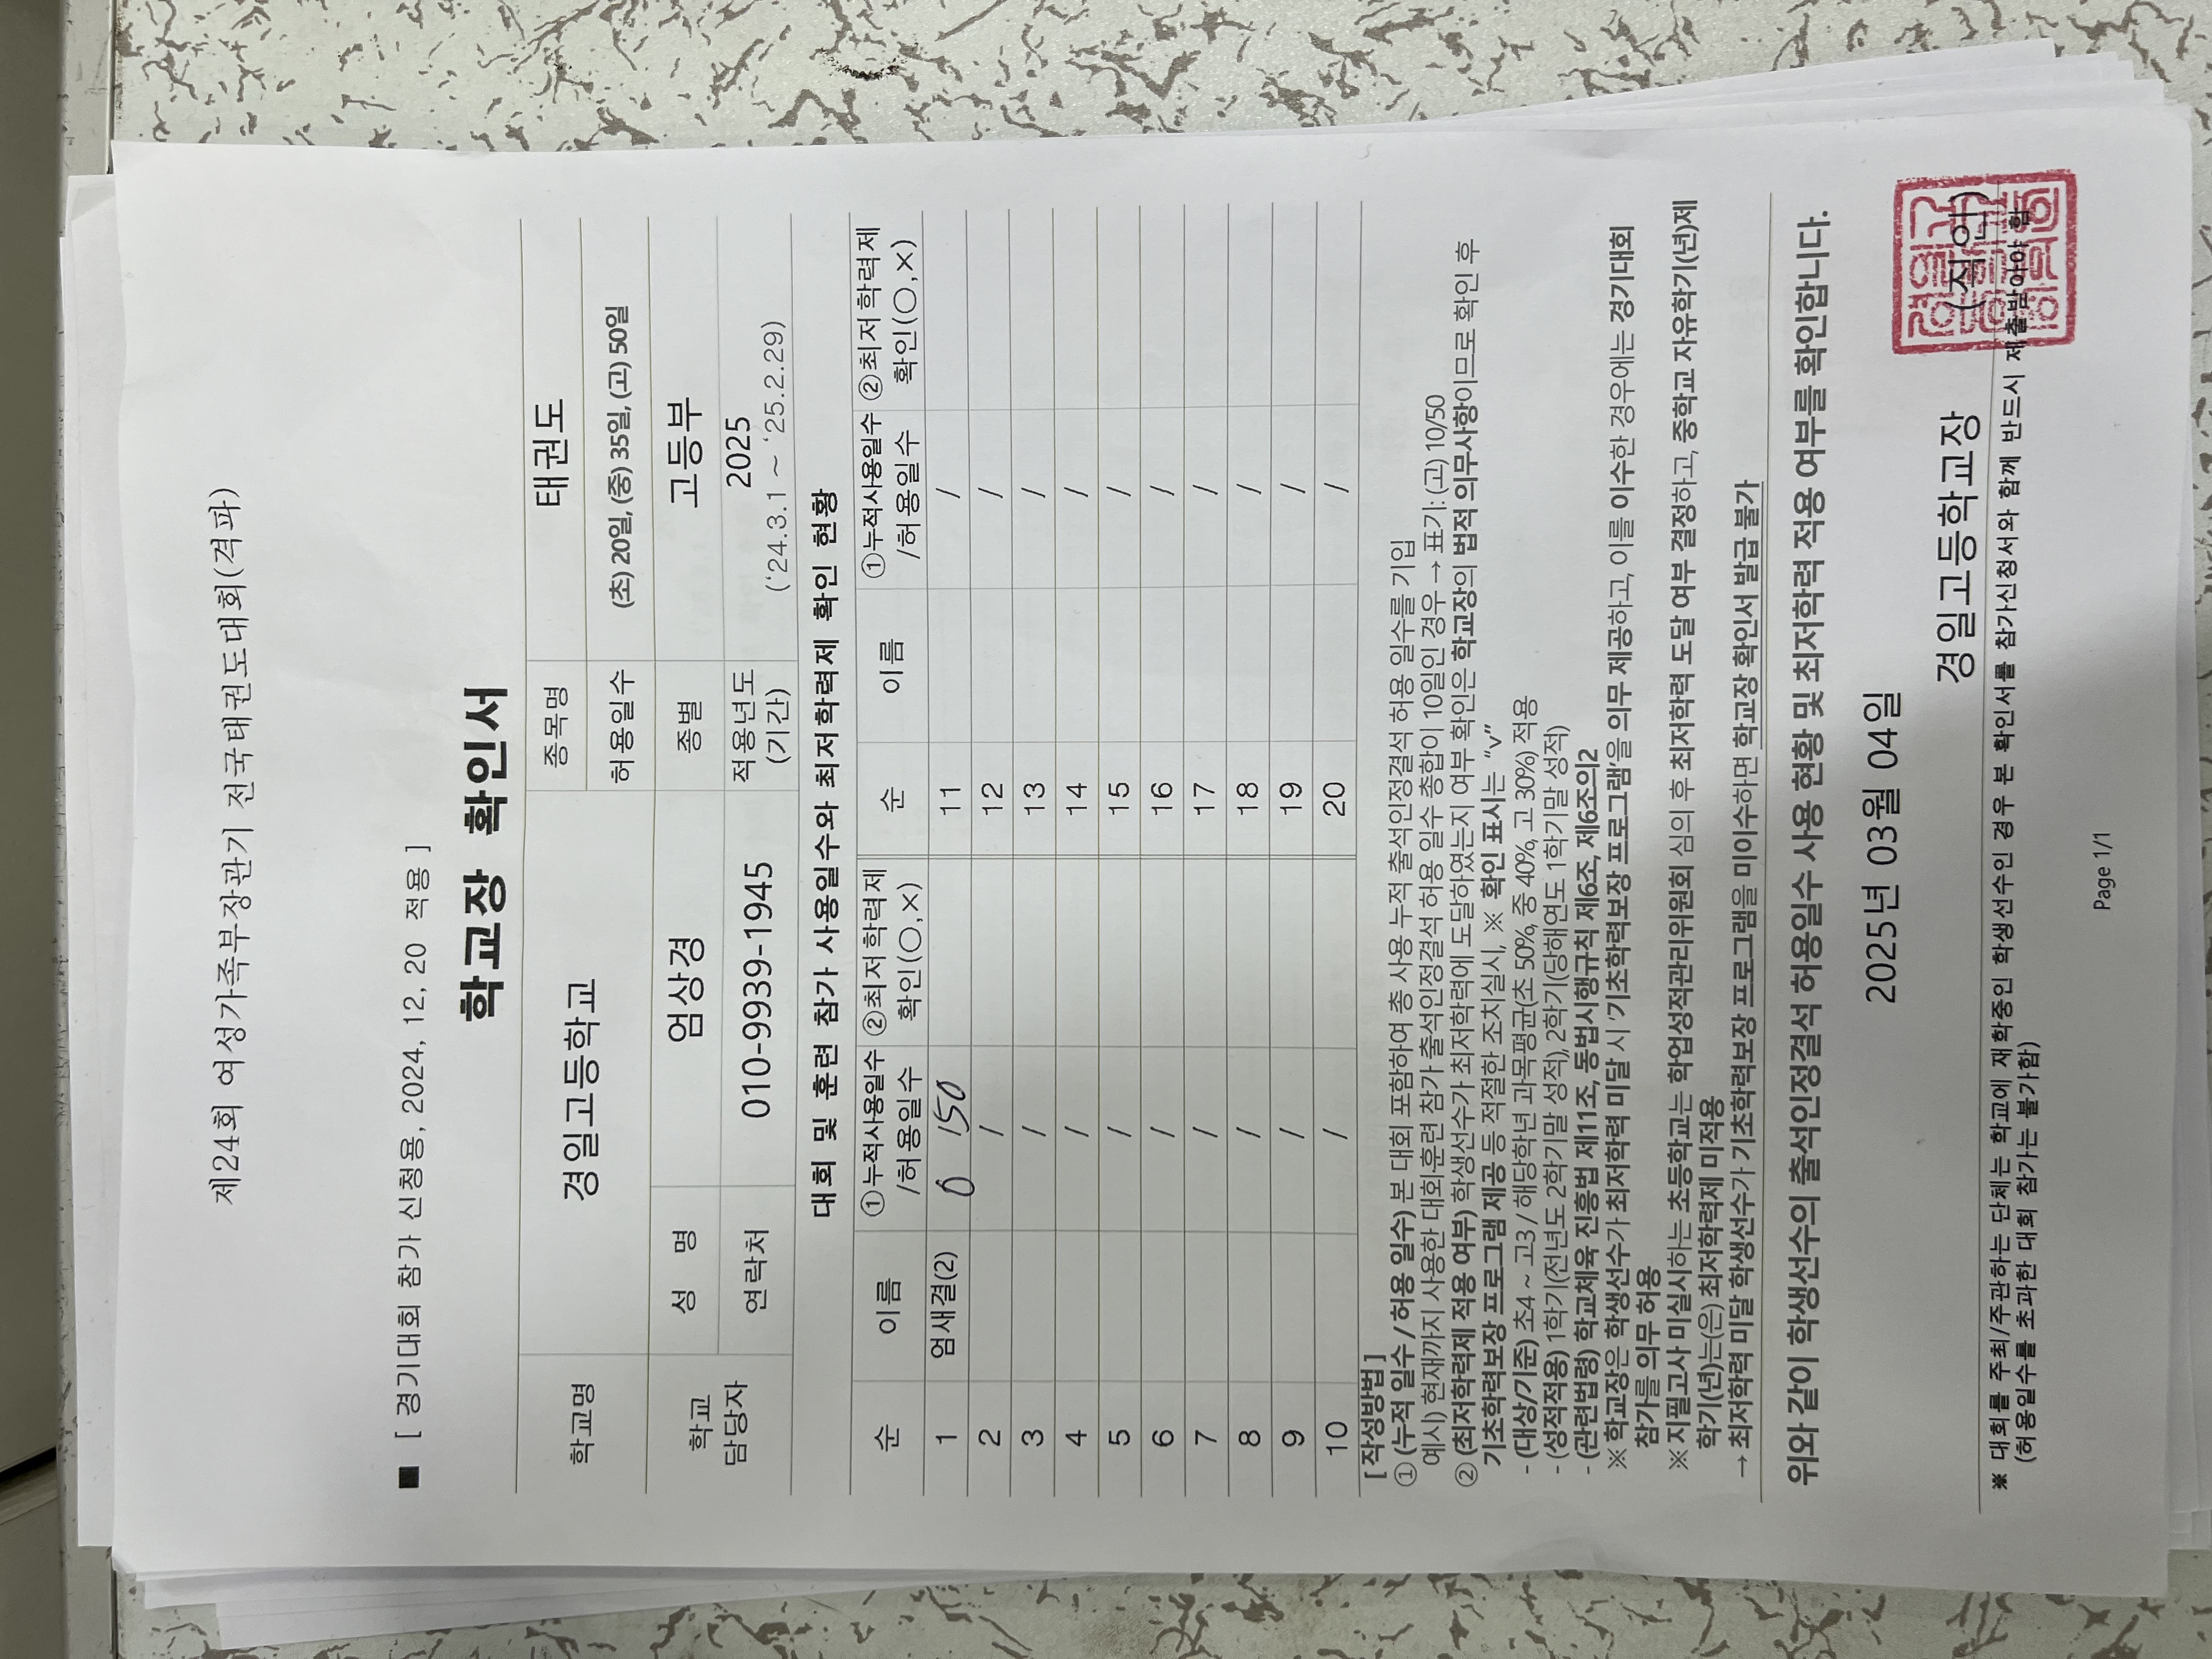 제24회 여성가족부장관기 전국태권도대회(격파)
■ [ 경기대회 참가 신청용, 2024, 12, 20 적용 ]
학교장 확인서
학교명 경일고등학교 종목명 태권도
허용일수 (초) 20일, (중) 35일, (고) 50일
학교 담당자 성 명 엄상경 종별 고등부
연락처 010-9939-1945 적용년도 (기간) 2025 (‘24.3.1 ~ ‘25.2.29)
대회 및 훈련 참가 사용일수와 최저학력제 확인 현황
순 이름 ①누적사용일수 /허용일수 ②최저학력제 확인(○,×) 순 이름 ①누적사용일수 /허용일수 ②최저학력제 확인(○,×)
1 엄새결(2) 0 /50 11 /
2 / 12 /
3 / 13 /
4 / 14 /
5 / 15 /
6 / 16 /
7 / 17 /
8 / 18 /
9 / 19 /
10 / 20 /
[ 작성방법 ]
① (누적 일수 / 허용 일수) 본 대회 포함하여 총 사용 누적 출석인정결석 허용 일수를 기입
예시) 현재까지 사용한 대회·훈련 참가 출석인정결석 허용 일수 총합이 10일인 경우 → 표기: (고) 10/50
② (최저학력제 적용 여부) 학생선수가 최저학력에 도달하였는지 여부 확인은 학교장의 법적 의무사항이므로 확인 후
기초학력보장 프로그램 제공 등 적절한 조치실시, ※ 확인 표시는 “v”
- (대상/기준) 초4 ~ 고3 / 해당학년 과목평균(초 50%, 중 40%, 고 30%) 적용
- (성적적용) 1학기(전년도 2학기말 성적), 2학기(당해연도 1학기말 성적)
- (관련법령) 학교체육 진흥법 제11조, 동법시행규칙 제6조, 제6조의2
※ 학교장은 학생선수가 최저학력 미달 시 ‘기초학력보장 프로그램’을 의무 제공하고, 이를 이수한 경우에는 경기대회
참가를 의무 허용
※ 지필고사 미실시하는 초등학교는 학업성적관리위원회 심의 후 최저학력 도달 여부 결정하고, 중학교 자유학기(년)제
학기(년)는(은) 최저학력제 미적용
→ 최저학력 미달 학생선수가 기초학력보장 프로그램을 미이수하면 학교장 확인서 발급 불가
위와 같이 학생선수의 출석인정결석 허용일수 사용 현황 및 최저학력 적용 여부를 확인합니다.
2025년 03월 04일
경일고등학교장 (직인)
※ 대회를 주최/주관하는 단체는 학교에 재학중인 학생선수인 경우 본 확인서를 참가신청서와 함께 반드시 제출받아야 함
(허용일수를 초과한 대회 참가는 불가함)
Page 1/1